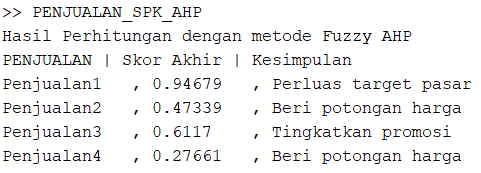 >> PENJUALAN_SPK_AHP
Hasil Perhitungan dengan metode Fuzzy AHP
PENJUALAN | Skor Akhir | Kesimpulan
Penjualan1   , 0.94679   , Perluas target pasar
Penjualan2   , 0.47339   , Beri potongan harga
Penjualan3   , 0.6117    , Tingkatkan promosi
Penjualan4   , 0.27661   , Beri potongan harga